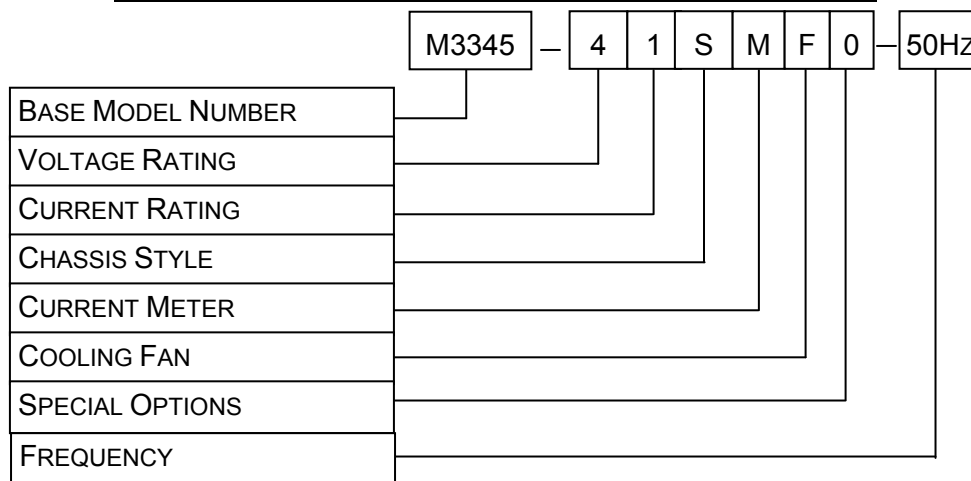 M3345 – 4 1 S M F 0 – 50Hz
BASE MODEL NUMBER
VOLTAGE RATING
CURRENT RATING
CHASSIS STYLE
CURRENT METER
COOLING FAN
SPECIAL OPTIONS
FREQUENCY